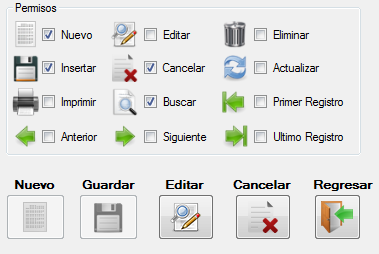 Permisos
Nuevo Editar Eliminar
Insertar Cancelar Actualizar
Imprimir Buscar Primer Registro
Anterior Siguiente Ultimo Registro
Nuevo Guardar Editar Cancelar Regresar